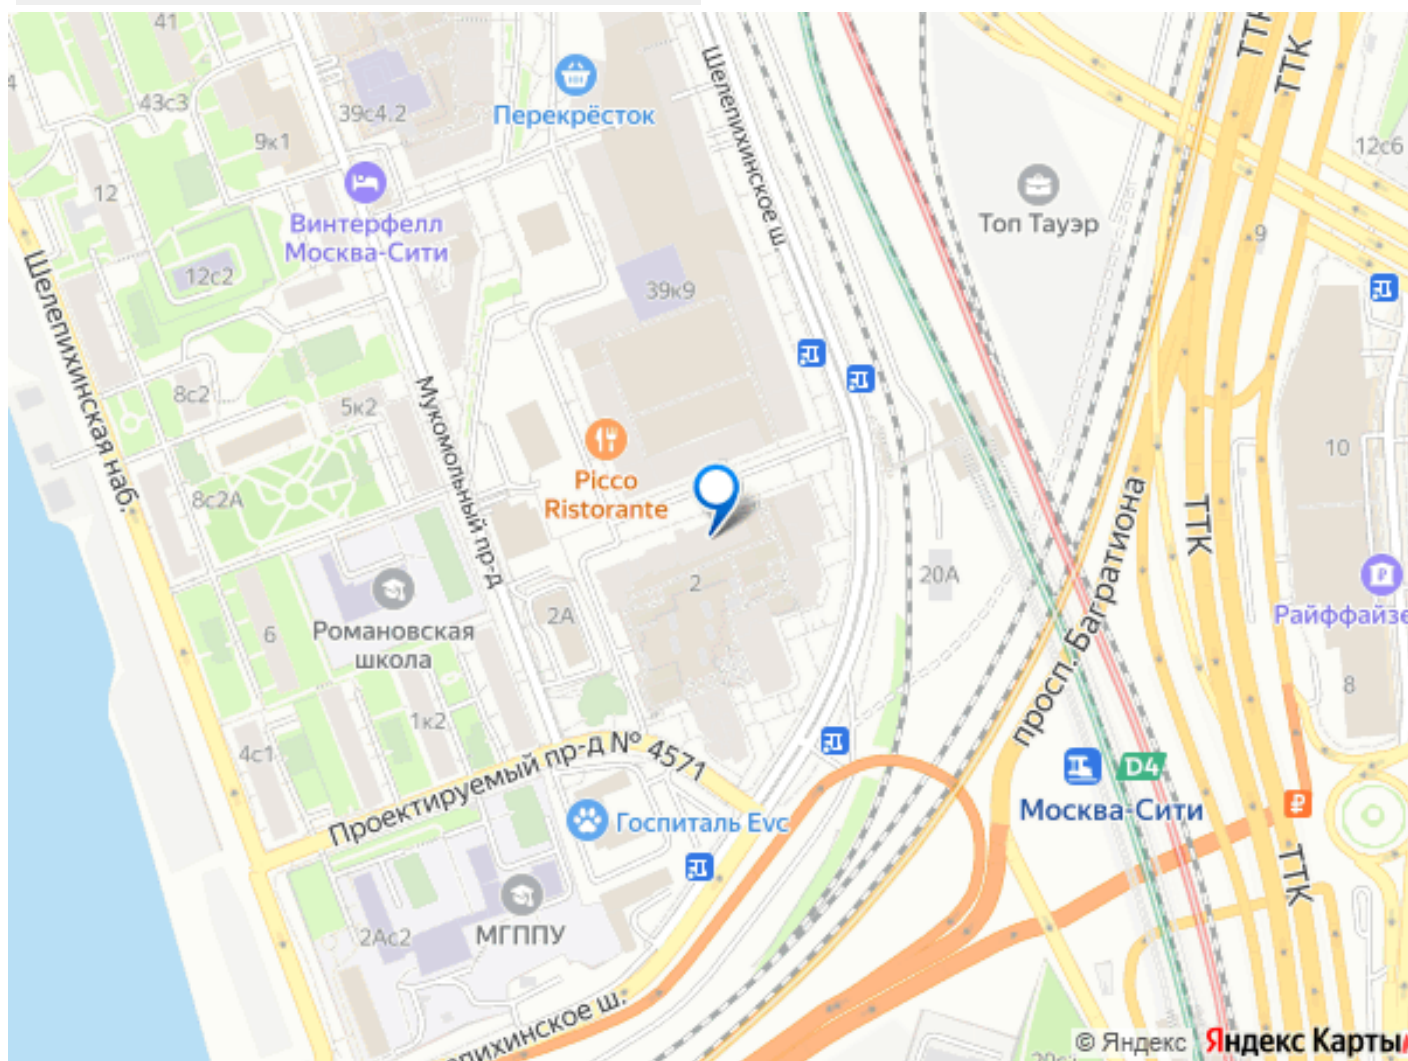 41
ТТК
ТТК
Шелепихинское ш.
4
43с3
39с4.2
Перекрёсток
9к1
12с6
12
Винтерфелл
Москва-Сити
Топ Тауэр
9
12с2
39к9
Шелепихинская наб.
8с2
5к2
Мукомольный пр-д
10
Picco
Ristorante
8с2А
ТТК
просп. Багратиона
2
20А
2А
Райффайзе
6
Романовская
школа
8
1к2
4с1
Проектируемый пр-д № 4571
D4
Москва-Сити
Госпиталь Evc
ТТК
МГППУ
2Ас2
лихинское ш.
© Яндекс
Яндекс Карты